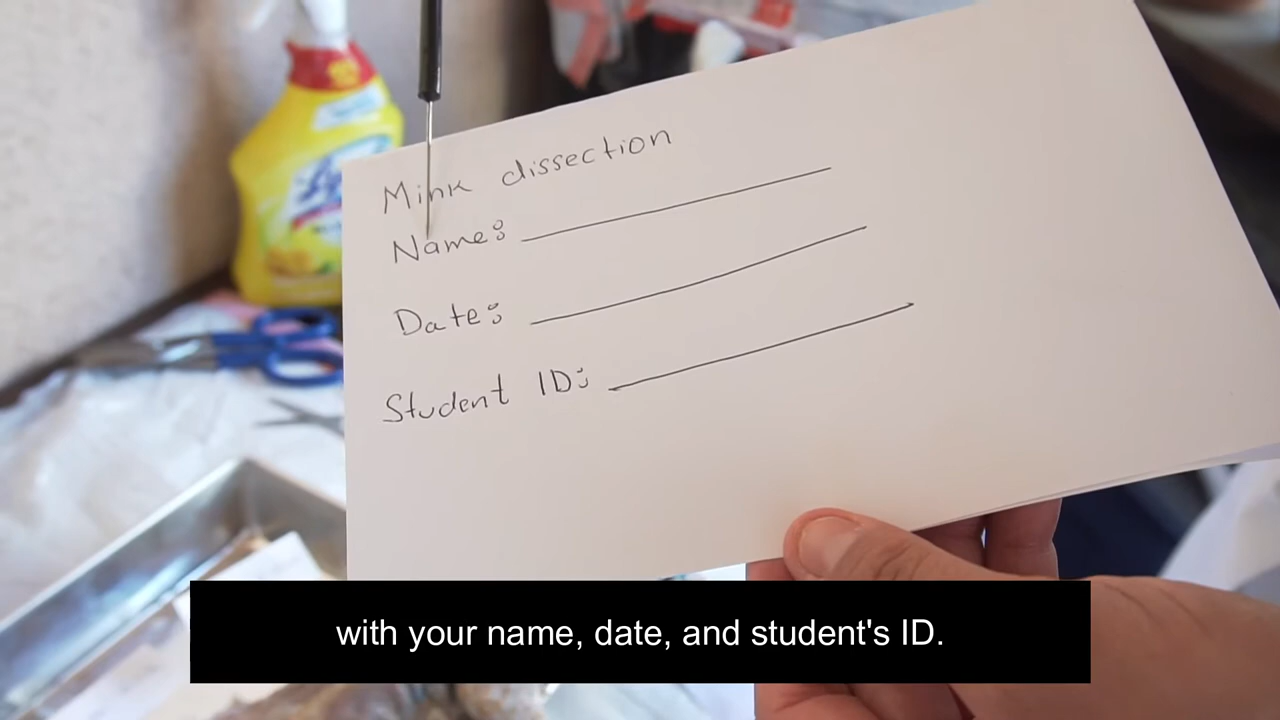 Mink dissection
Name:
Date:
Student ID:
with your name, date, and student's ID.